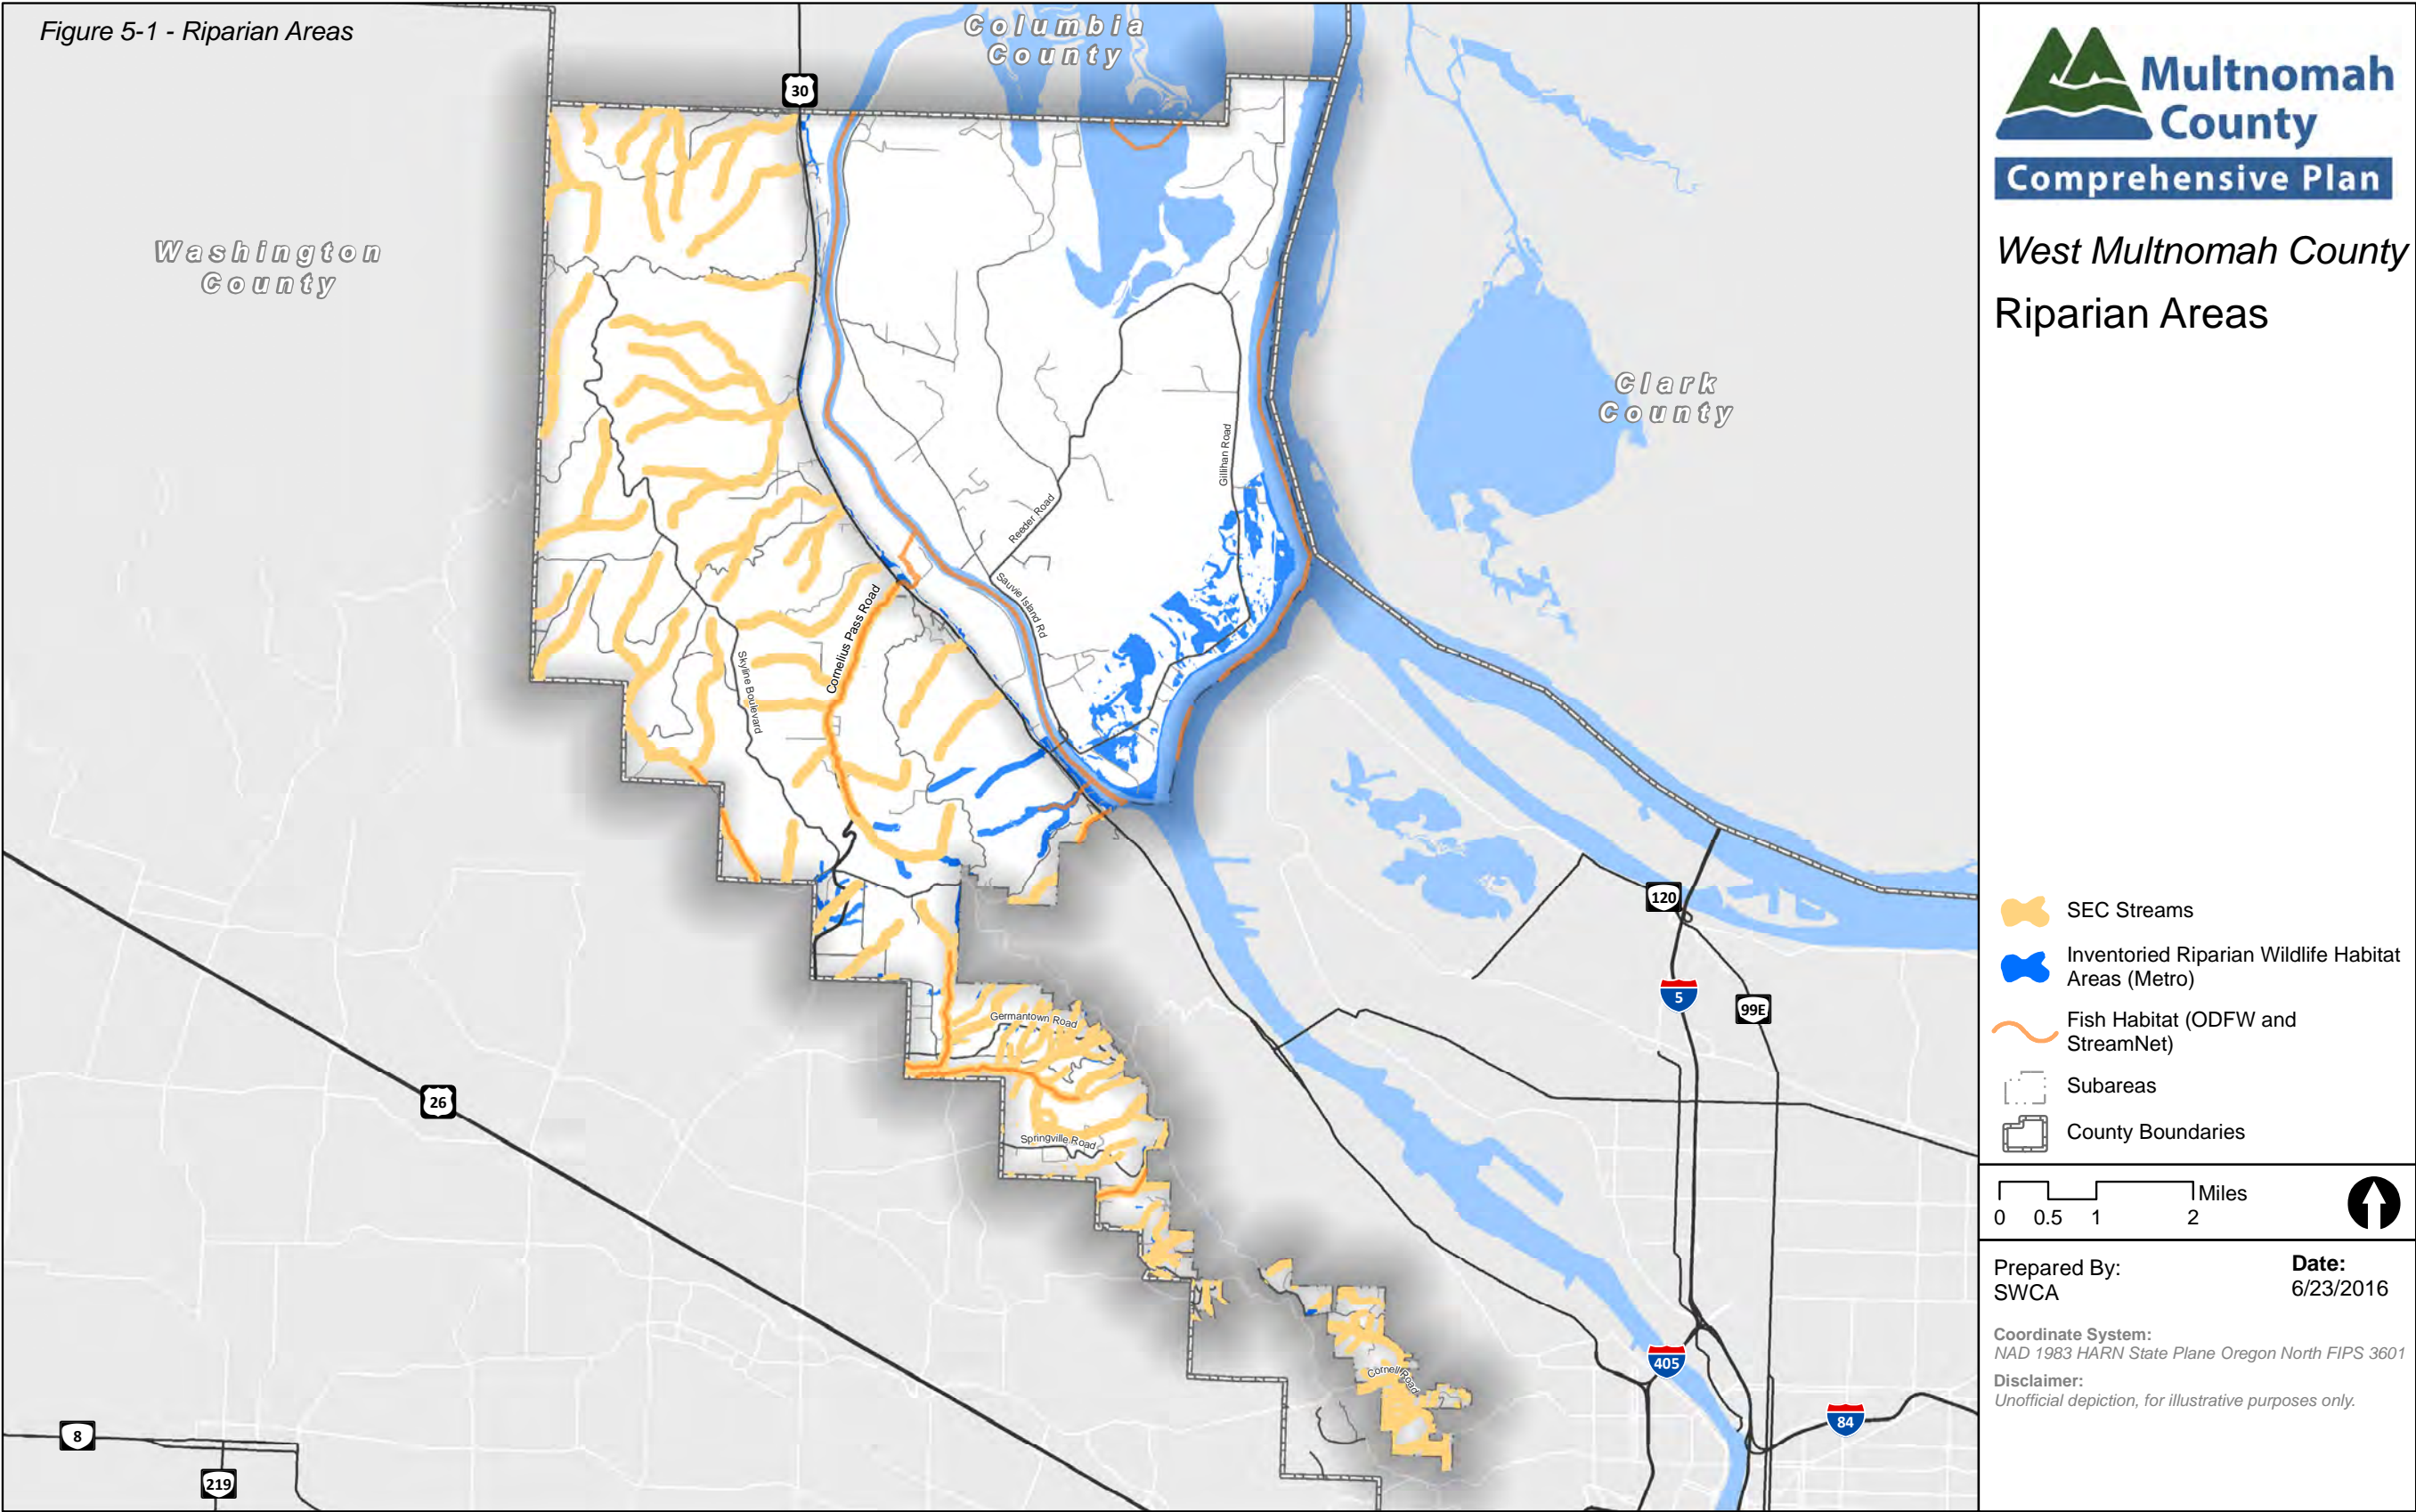 Figure 5-1 - Riparian Areas
Columbia
County
30
Washington
County
Clark
County
Gillihan Road
Reeder Road
Sauvie Island Rd
Cornelius Pass Road
Skyline Boulevard
120
5
99E
Germantown Road
26
Springville Road
Cornell Road
405
84
8
219
Multnomah
County
Comprehensive Plan
West Multnomah County
Riparian Areas
SEC Streams
Inventoried Riparian Wildlife Habitat
Areas (Metro)
Fish Habitat (ODFW and
StreamNet)
Subareas
County Boundaries
Miles
0 0.5 1 2
Prepared By:
SWCA
Date:
6/23/2016
Coordinate System:
NAD 1983 HARN State Plane Oregon North FIPS 3601
Disclaimer:
Unofficial depiction, for illustrative purposes only.